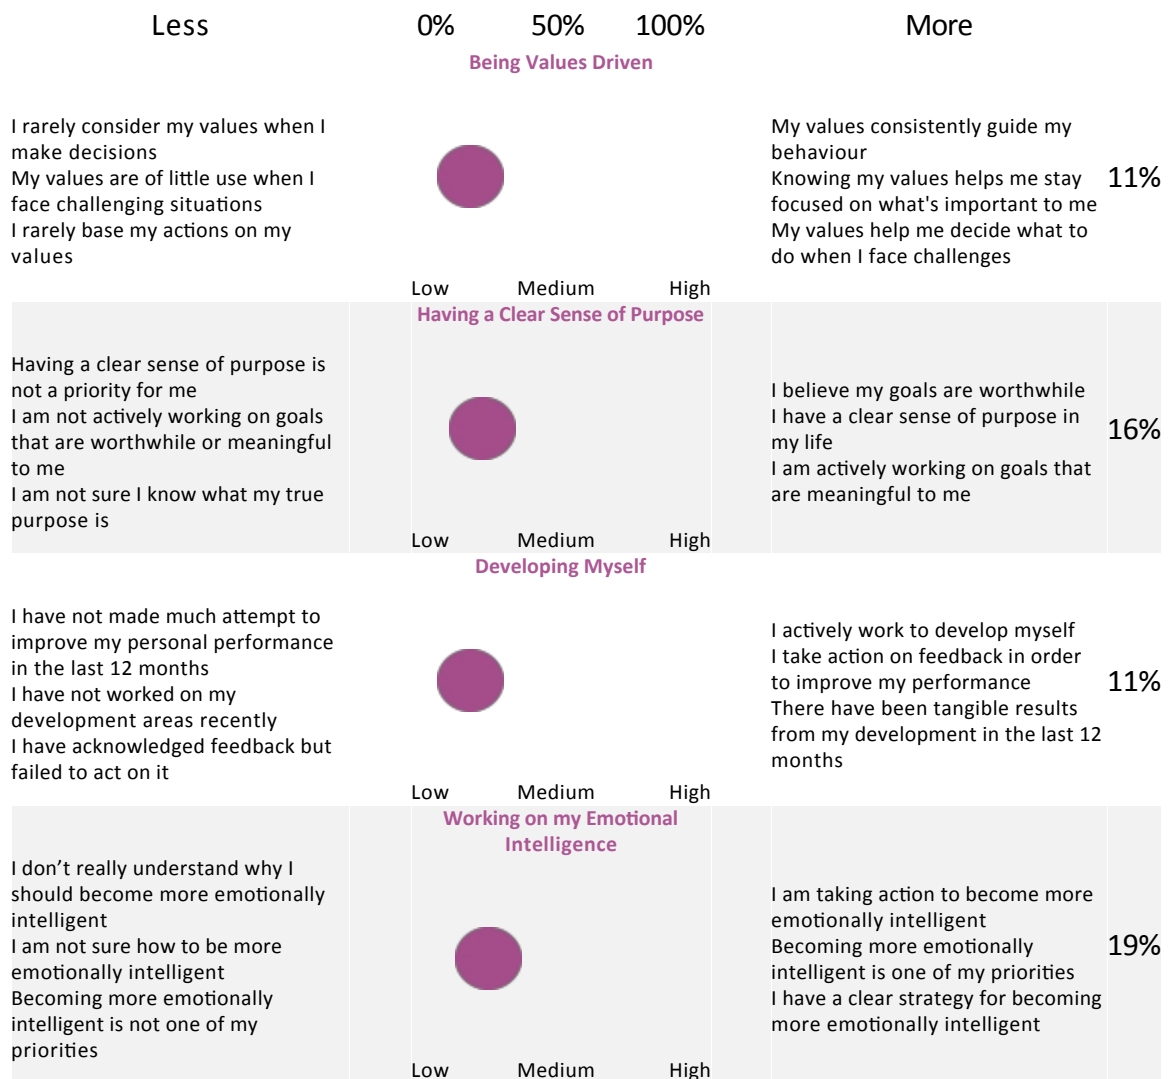 Less 0% 50% 100% More
Being Values Driven
I rarely consider my values when I
make decisions
My values are of little use when I
face challenging situations
I rarely base my actions on my
values
My values consistently guide my
behaviour
Knowing my values helps me stay
focused on what's important to me
My values help me decide what to
do when I face challenges
11%
Low Medium High
Having a Clear Sense of Purpose
Having a clear sense of purpose is
not a priority for me
I am not actively working on goals
that are worthwhile or meaningful
to me
I am not sure I know what my true
purpose is
I believe my goals are worthwhile
I have a clear sense of purpose in
my life
I am actively working on goals that
are meaningful to me
16%
Low Medium High
Developing Myself
I have not made much attempt to
improve my personal performance
in the last 12 months
I have not worked on my
development areas recently
I have acknowledged feedback but
failed to act on it
I actively work to develop myself
I take action on feedback in order
to improve my performance
There have been tangible results
from my development in the last 12
months
11%
Low Medium High
Working on my Emotional
Intelligence
I don’t really understand why I
should become more emotionally
intelligent
I am not sure how to be more
emotionally intelligent
Becoming more emotionally
intelligent is not one of my
priorities
I am taking action to become more
emotionally intelligent
Becoming more emotionally
intelligent is one of my priorities
I have a clear strategy for becoming
more emotionally intelligent
19%
Low Medium High